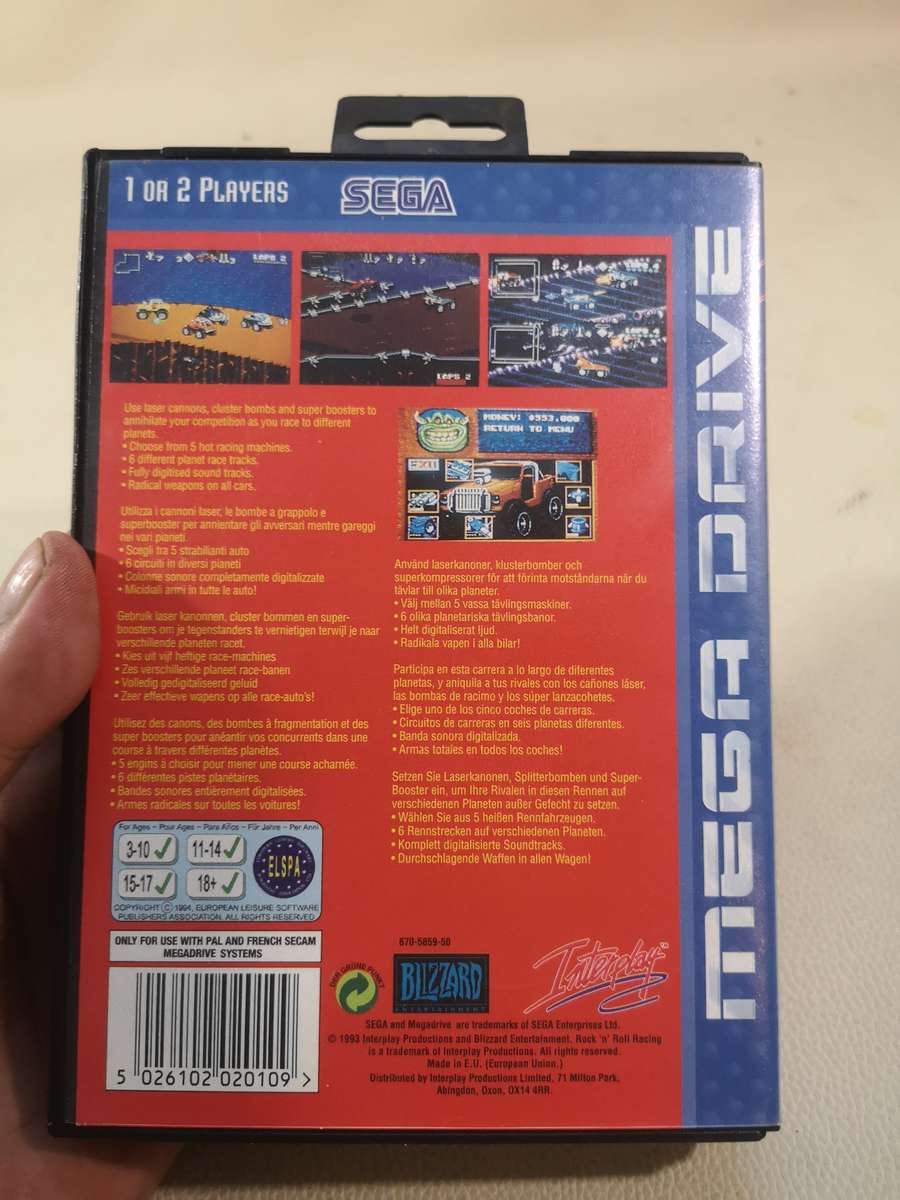 1 OR 2 PLAYERS
SEGA
LAPS 2
LAPS 2
MONEY: $553,000
RETURN TO MENU
EXIT
Use laser cannons, cluster bombs and super boosters to
annihilate your competition as you race to different
planets.
• Choose from 5 hot racing machines.
• 6 different planet race tracks.
• Fully digitised sound tracks.
• Radical weapons on all cars.
Utilizza i cannoni laser, le bombe a grappolo e
superbooster per annientare gli avversari mentre gareggi
nei vari pianeti.
• Scegli tra 5 strabilianti auto
• 6 circuiti in diversi pianeti
• Colonne sonore completamente digitalizzate
• Micidiali armi in tutte le auto!
Gebruik laser kanonnen, cluster bommen en super-
boosters om je tegenstanders te vernietigen terwijl je naar
verschillende planeten racet.
• Kies uit vijf heftige race-machines
• Zes verschillende planeet race-banen
• Volledig gedigitaliseerd geluid
• Zeer effectieve wapens op alle race-auto's!
Utilisez des canons, des bombes à fragmentation et des
super boosters pour anéantir vos concurrents dans une
course à travers différentes planètes.
• 5 engins à choisir pour mener une course acharnée.
• 6 différentes pistes planétaires.
• Bandes sonores entièrement digitalisées.
• Armes radicales sur toutes les voitures!
Använd laserkanoner, klusterbomber och
superkompressorer för att förinta motståndarna när du
tävlar till olika planeter.
• Välj mellan 5 vassa tävlingsmaskiner.
• 6 olika planetariska tävlingsbanor.
• Helt digitaliserat ljud.
• Radikala vapen i alla bilar!
Participa en esta carrera a lo largo de diferentes
planetas, y aniquila a tus rivales con los cañones láser,
las bombas de racimo y los súper lanzacohetes.
• Elige uno de los cinco coches de carreras.
• Circuitos de carreras en seis planetas diferentes.
• Banda sonora digitalizada.
• Armas totales en todos los coches!
Setzen Sie Laserkanonen, Splitterbomben und Super-
Booster ein, um Ihre Rivalen in diesen Rennen auf
verschiedenen Planeten außer Gefecht zu setzen.
• Wählen Sie aus 5 heißen Rennfahrzeugen.
• 6 Rennstrecken auf verschiedenen Planeten.
• Komplett digitalisierte Soundtracks.
• Durchschlagende Waffen in allen Wagen!
For Ages – Pour Ages – Para Años – Für Jahre – Per Anni
3-10 ✓ 11-14 ✓
15-17 ✓ 18+ ✓
ELSPA
COPYRIGHT © 1994, EUROPEAN LEISURE SOFTWARE
PUBLISHERS ASSOCIATION. ALL RIGHTS RESERVED
ONLY FOR USE WITH PAL AND FRENCH SECAM
MEGADRIVE SYSTEMS
5 026102 020109 >
670-5859-50
DER GRÜNE PUNKT
BLIZZARD
ENTERTAINMENT
Interplay™
SEGA and Megadrive are trademarks of SEGA Enterprises Ltd.
© 1993 Interplay Productions and Blizzard Entertainment. Rock 'n' Roll Racing
is a trademark of Interplay Productions. All rights reserved.
Made in E.U. (European Union.)
Distributed by Interplay Productions Limited, 71 Milton Park,
Abingdon, Oxon, OX14 4RR.
MEGA DRIVE